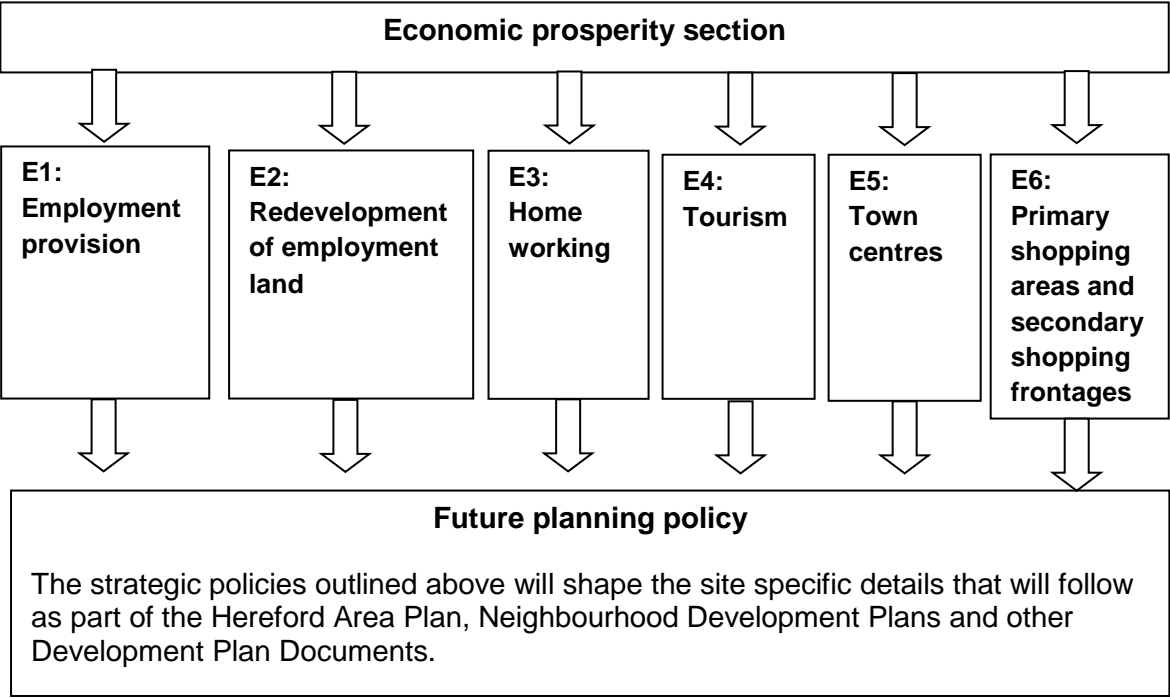 Economic prosperity section
E1:
Employment
provision
E2:
Redevelopment
of employment
land
E3:
Home
working
E4:
Tourism
E5:
Town
centres
E6:
Primary
shopping
areas and
secondary
shopping
frontages
Future planning policy
The strategic policies outlined above will shape the site specific details that will follow
as part of the Hereford Area Plan, Neighbourhood Development Plans and other
Development Plan Documents.